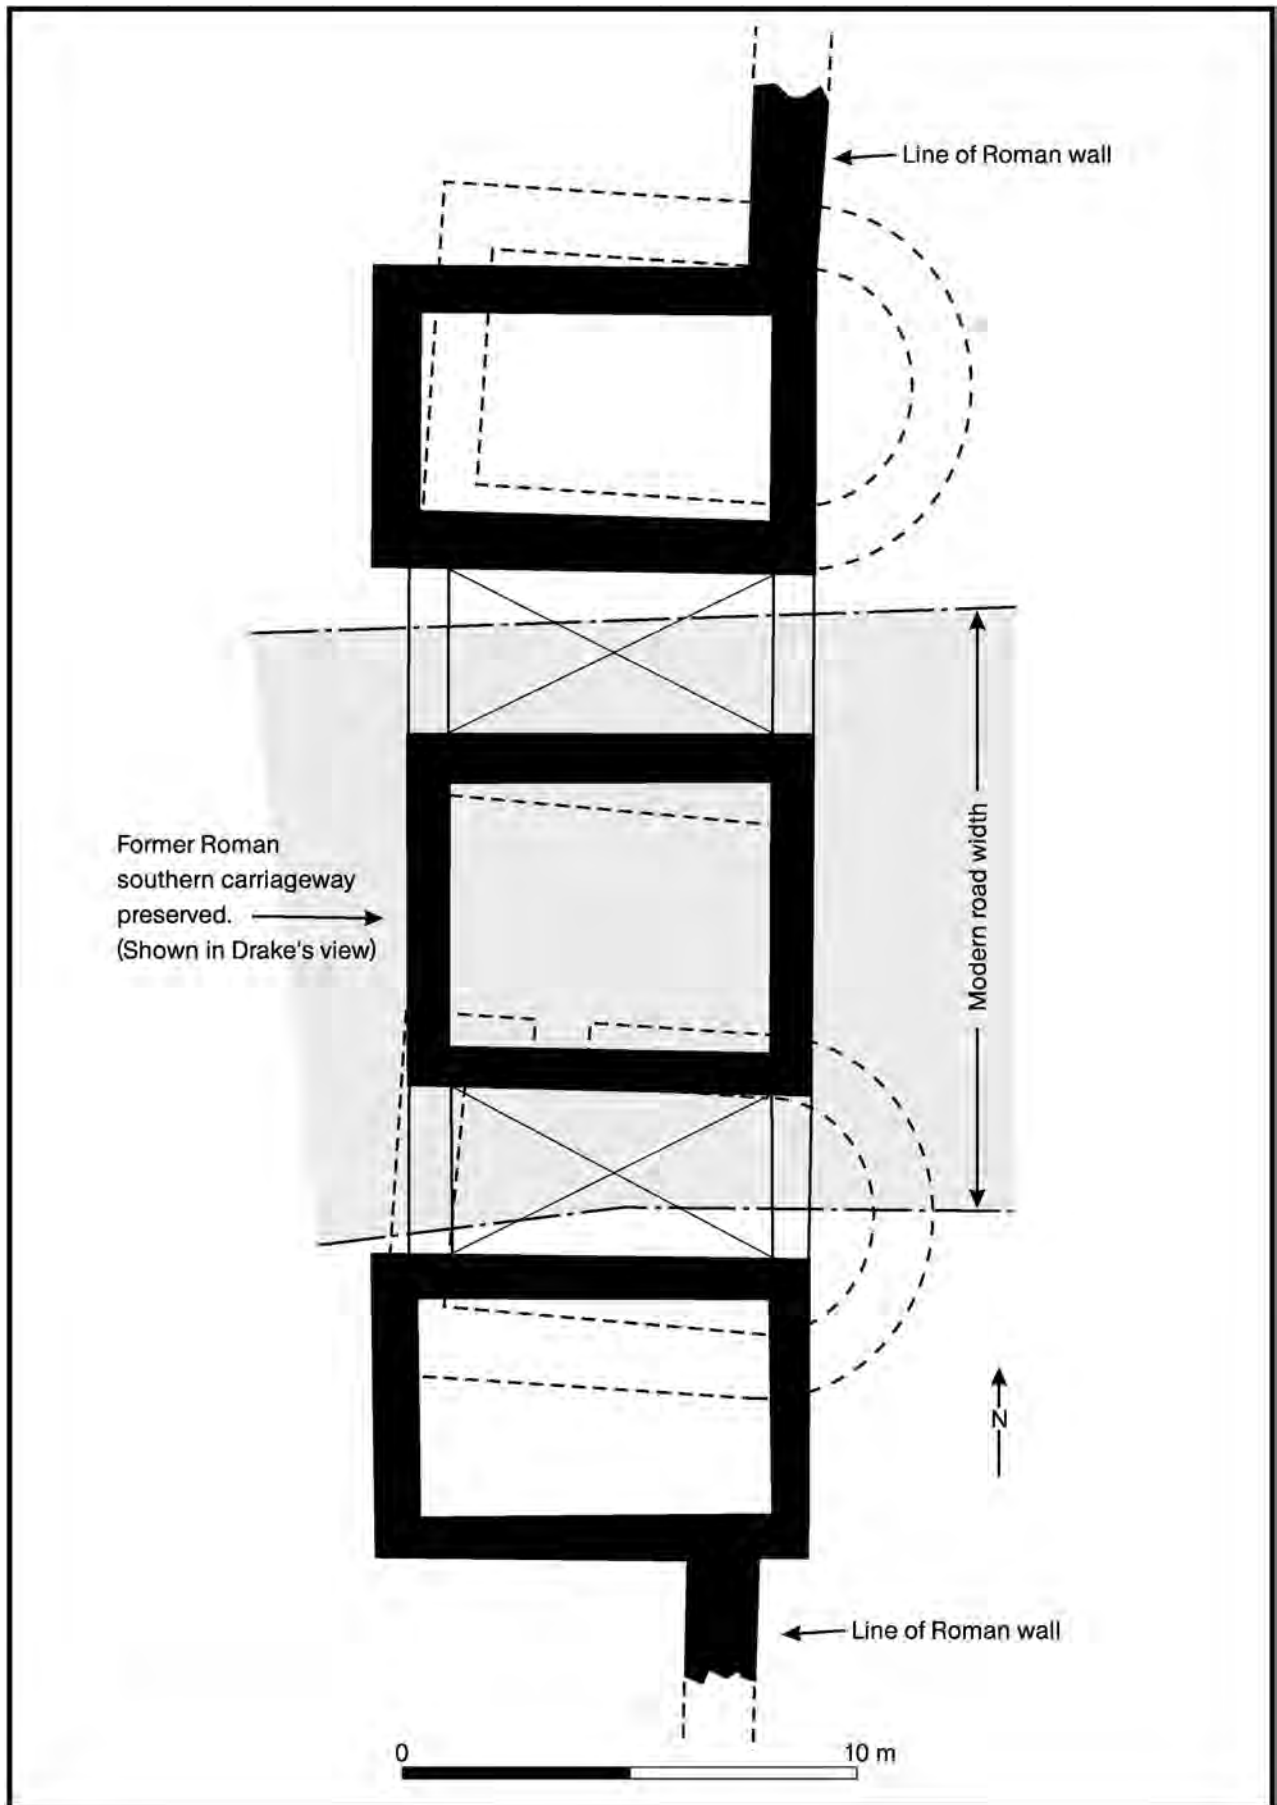 Line of Roman wall
Former Roman
southern carriageway
preserved.
(Shown in Drake's view)
Modern road width
N
Line of Roman wall
0 10 m